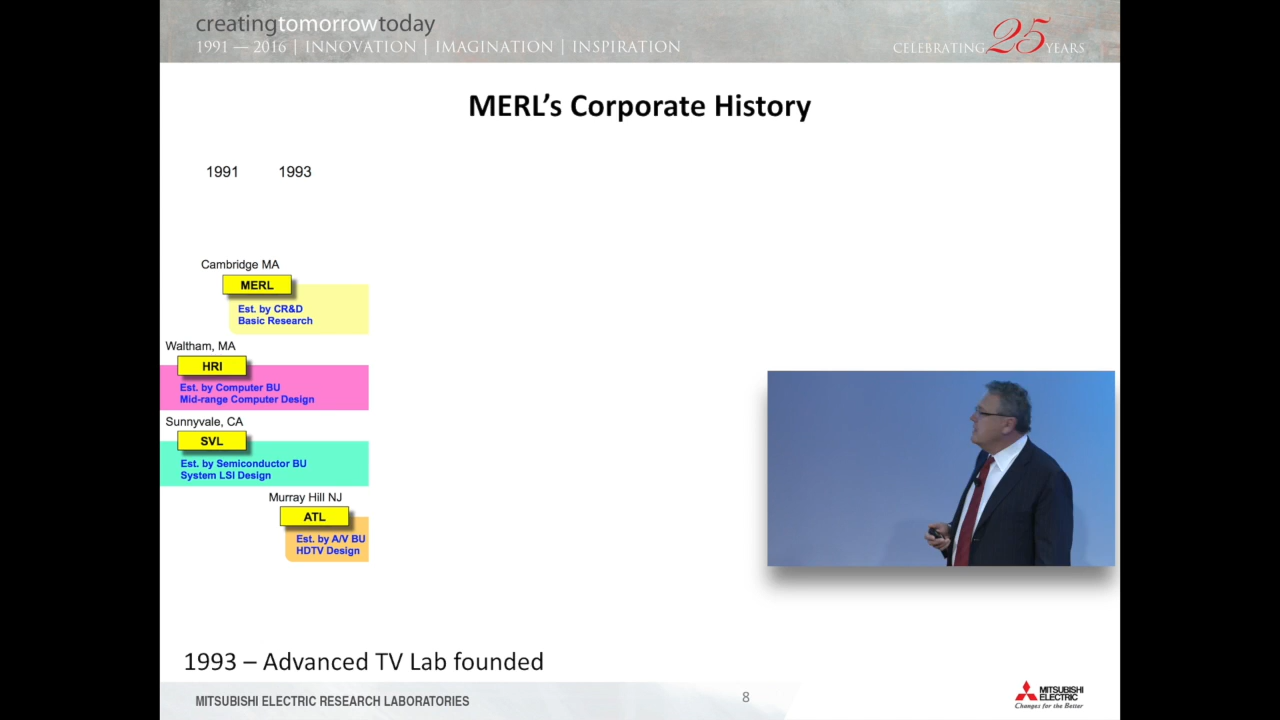 creatingtomorrowtoday
1991 — 2016 | INNOVATION | IMAGINATION | INSPIRATION
CELEBRATING 25 YEARS
MERL’s Corporate History
1991 1993
Cambridge MA
MERL
Est. by CR&D
Basic Research
Waltham, MA
HRI
Est. by Computer BU
Mid-range Computer Design
Sunnyvale, CA
SVL
Est. by Semiconductor BU
System LSI Design
Murray Hill NJ
ATL
Est. by A/V BU
HDTV Design
1993 – Advanced TV Lab founded
MITSUBISHI ELECTRIC RESEARCH LABORATORIES
8
MITSUBISHI
ELECTRIC
Changes for the Better